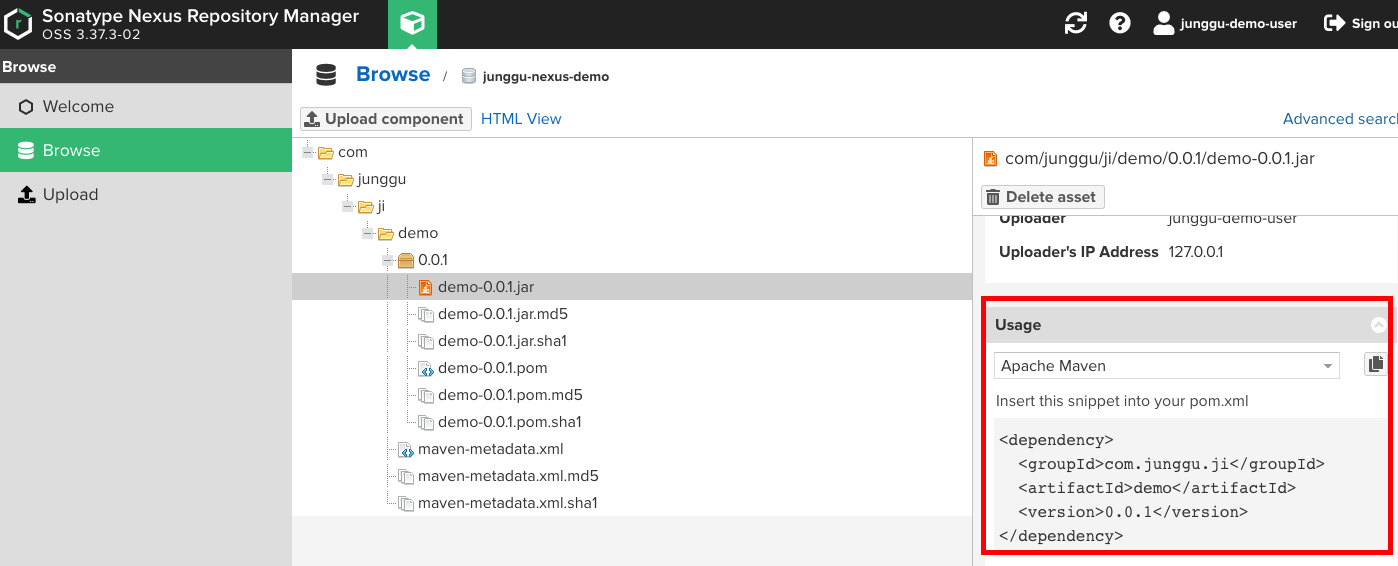 Sonatype Nexus Repository Manager
OSS 3.37.3-02
junggu-demo-user
Sign ou
Browse
Welcome
Browse
Upload
Browse / junggu-nexus-demo
Upload component
HTML View
Advanced searc
com
junggu
ji
demo
0.0.1
demo-0.0.1.jar
demo-0.0.1.jar.md5
demo-0.0.1.jar.sha1
demo-0.0.1.pom
demo-0.0.1.pom.md5
demo-0.0.1.pom.sha1
maven-metadata.xml
maven-metadata.xml.md5
maven-metadata.xml.sha1
com/junggu/ji/demo/0.0.1/demo-0.0.1.jar
Delete asset
Uploader junggu-demo-user
Uploader's IP Address 127.0.0.1
Usage
Apache Maven
Insert this snippet into your pom.xml
<dependency>
<groupId>com.junggu.ji</groupId>
<artifactId>demo</artifactId>
<version>0.0.1</version>
</dependency>